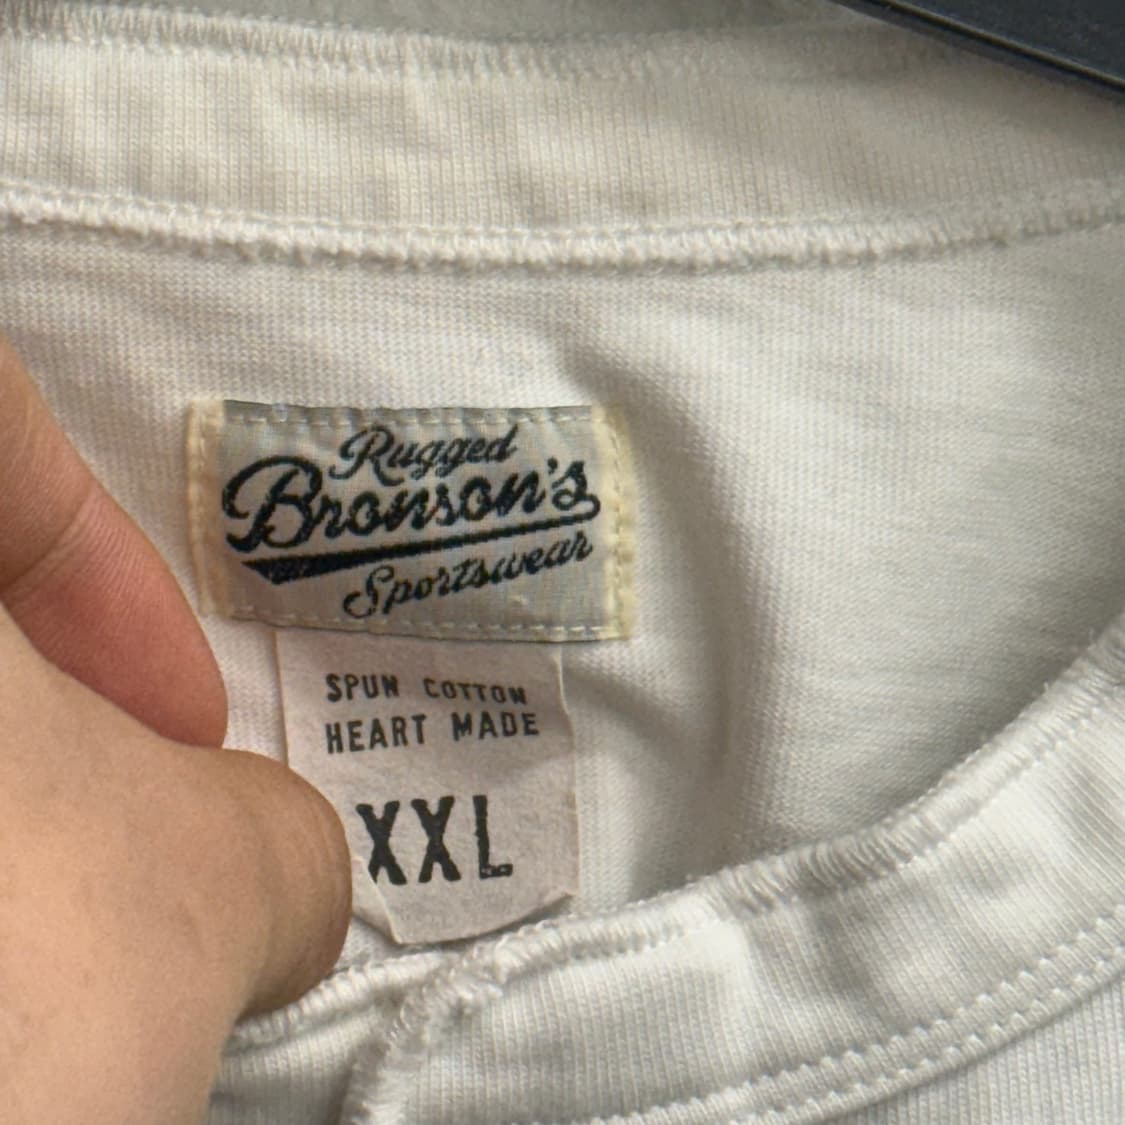 Rugged
Bronson's
Sportswear
SPUN COTTON
HEART MADE
XXL